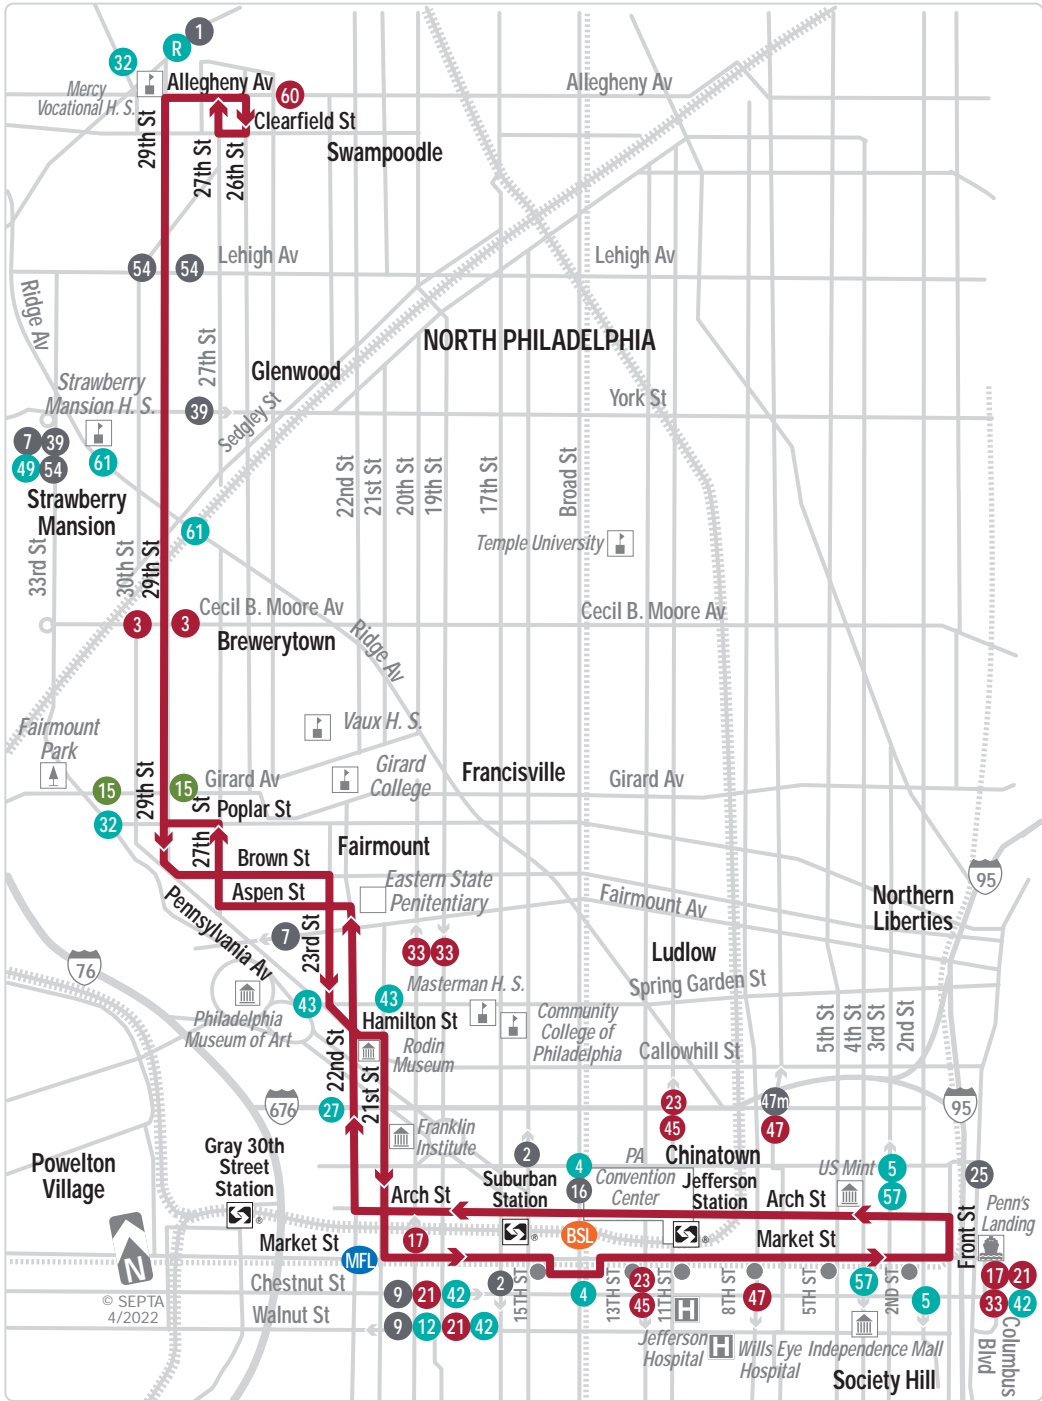 1
R
32
Mercy
Vocational H. S.
Allegheny Av
60
Allegheny Av
Clearfield St
29th St
27th St
26th St
Swampoodle
54
54
Lehigh Av
Lehigh Av
Ridge Av
27th St
NORTH PHILADELPHIA
Glenwood
Strawberry
Mansion H. S.
39
Sedgley St
York St
7
39
49
54
61
Strawberry
Mansion
61
22nd St
21st St
20th St
19th St
17th St
Broad St
Temple University
33rd St
30th St
29th St
3
3
Cecil B. Moore Av
Cecil B. Moore Av
Brewerytown
Ridge Av
Fairmount
Park
Vaux H. S.
Girard
College
Francisville
15
15
Girard Av
Girard Av
29th St
32
27th St
Poplar St
Brown St
Fairmount
Aspen St
Eastern State
Penitentiary
Fairmount Av
Northern
Liberties
95
Pennsylvania Av
7
23rd St
33
33
Ludlow
Spring Garden St
76
Masterman H. S.
43
43
Philadelphia
Museum of Art
Hamilton St
Rodin
Museum
Community
College of
Philadelphia
Callowhill St
5th St
4th St
3rd St
2nd St
22nd St
21st St
676
27
23
45
47m
47
95
Franklin
Institute
Gray 30th
Street
Station
Powelton
Village
2
Suburban
Station
4
16
PA
Convention
Center
Chinatown
Jefferson
Station
US Mint
5
57
25
Penn's
Landing
Arch St
Arch St
®
®
®
BSL
17
Market St
MFL
Market St
Front St
N
Chestnut St
Walnut St
© SEPTA
4/2022
9
21
42
2
9
12
21
42
15TH ST
4
13TH ST
23
45
11TH ST
H
8TH ST
47
5TH ST
57
2ND ST
5
17
21
33
42
Jefferson
Hospital
H
Wills Eye
Hospital
Independence Mall
Society Hill
Columbus
Blvd